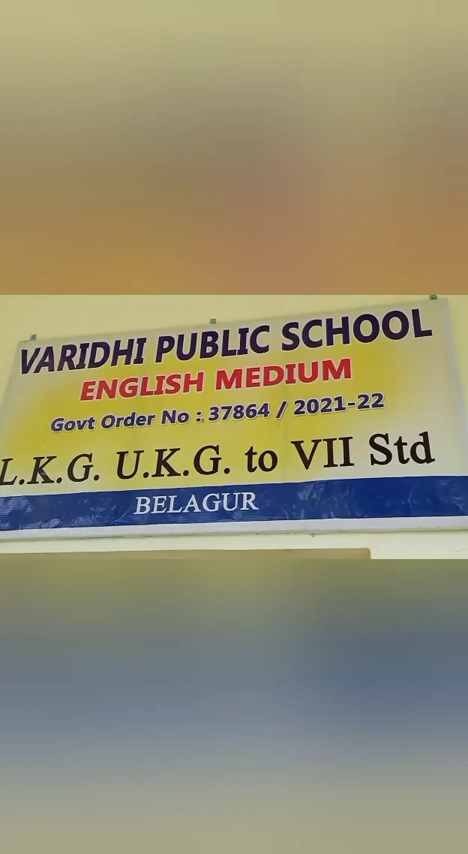 VARIDHI PUBLIC SCHOOL
ENGLISH MEDIUM
Govt Order No : 37864 / 2021-22
L.K.G. U.K.G. to VII Std
BELAGUR